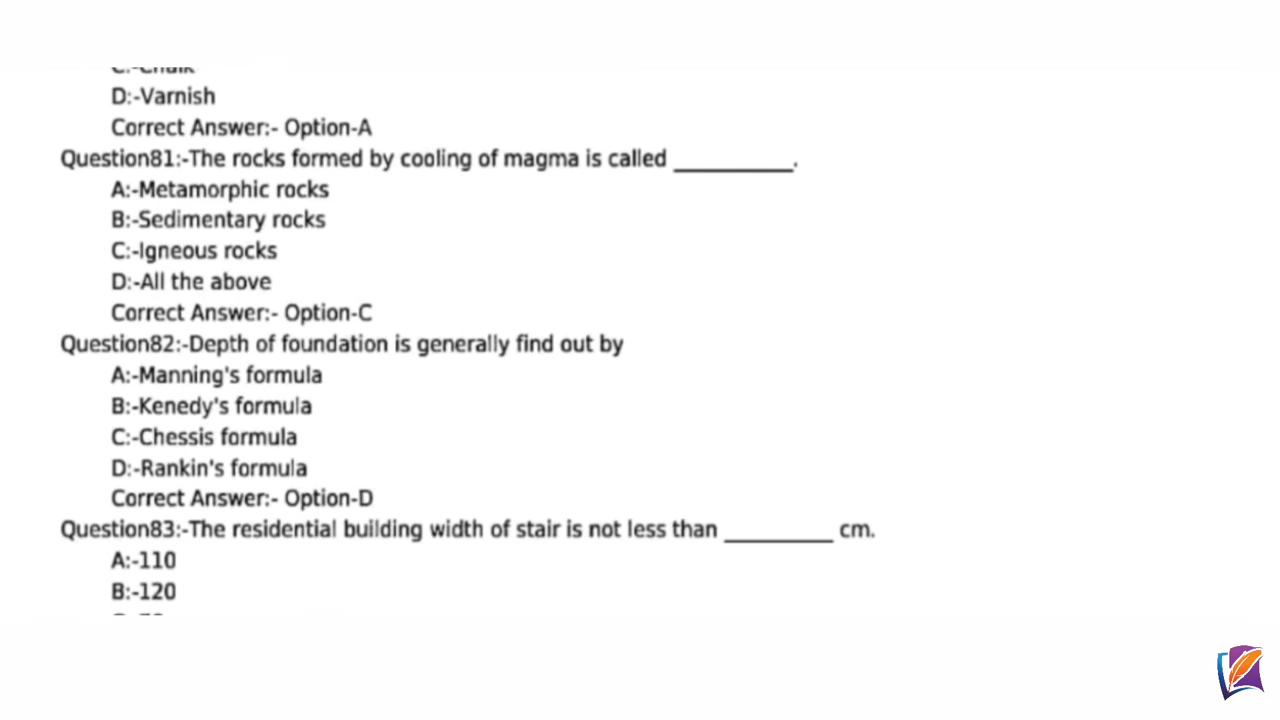 C:-Chalk
D:-Varnish
Correct Answer:- Option-A
Question81:-The rocks formed by cooling of magma is called __________.
A:-Metamorphic rocks
B:-Sedimentary rocks
C:-Igneous rocks
D:-All the above
Correct Answer:- Option-C
Question82:-Depth of foundation is generally find out by
A:-Manning's formula
B:-Kenedy's formula
C:-Chessis formula
D:-Rankin's formula
Correct Answer:- Option-D
Question83:-The residential building width of stair is not less than _________ cm.
A:-110
B:-120